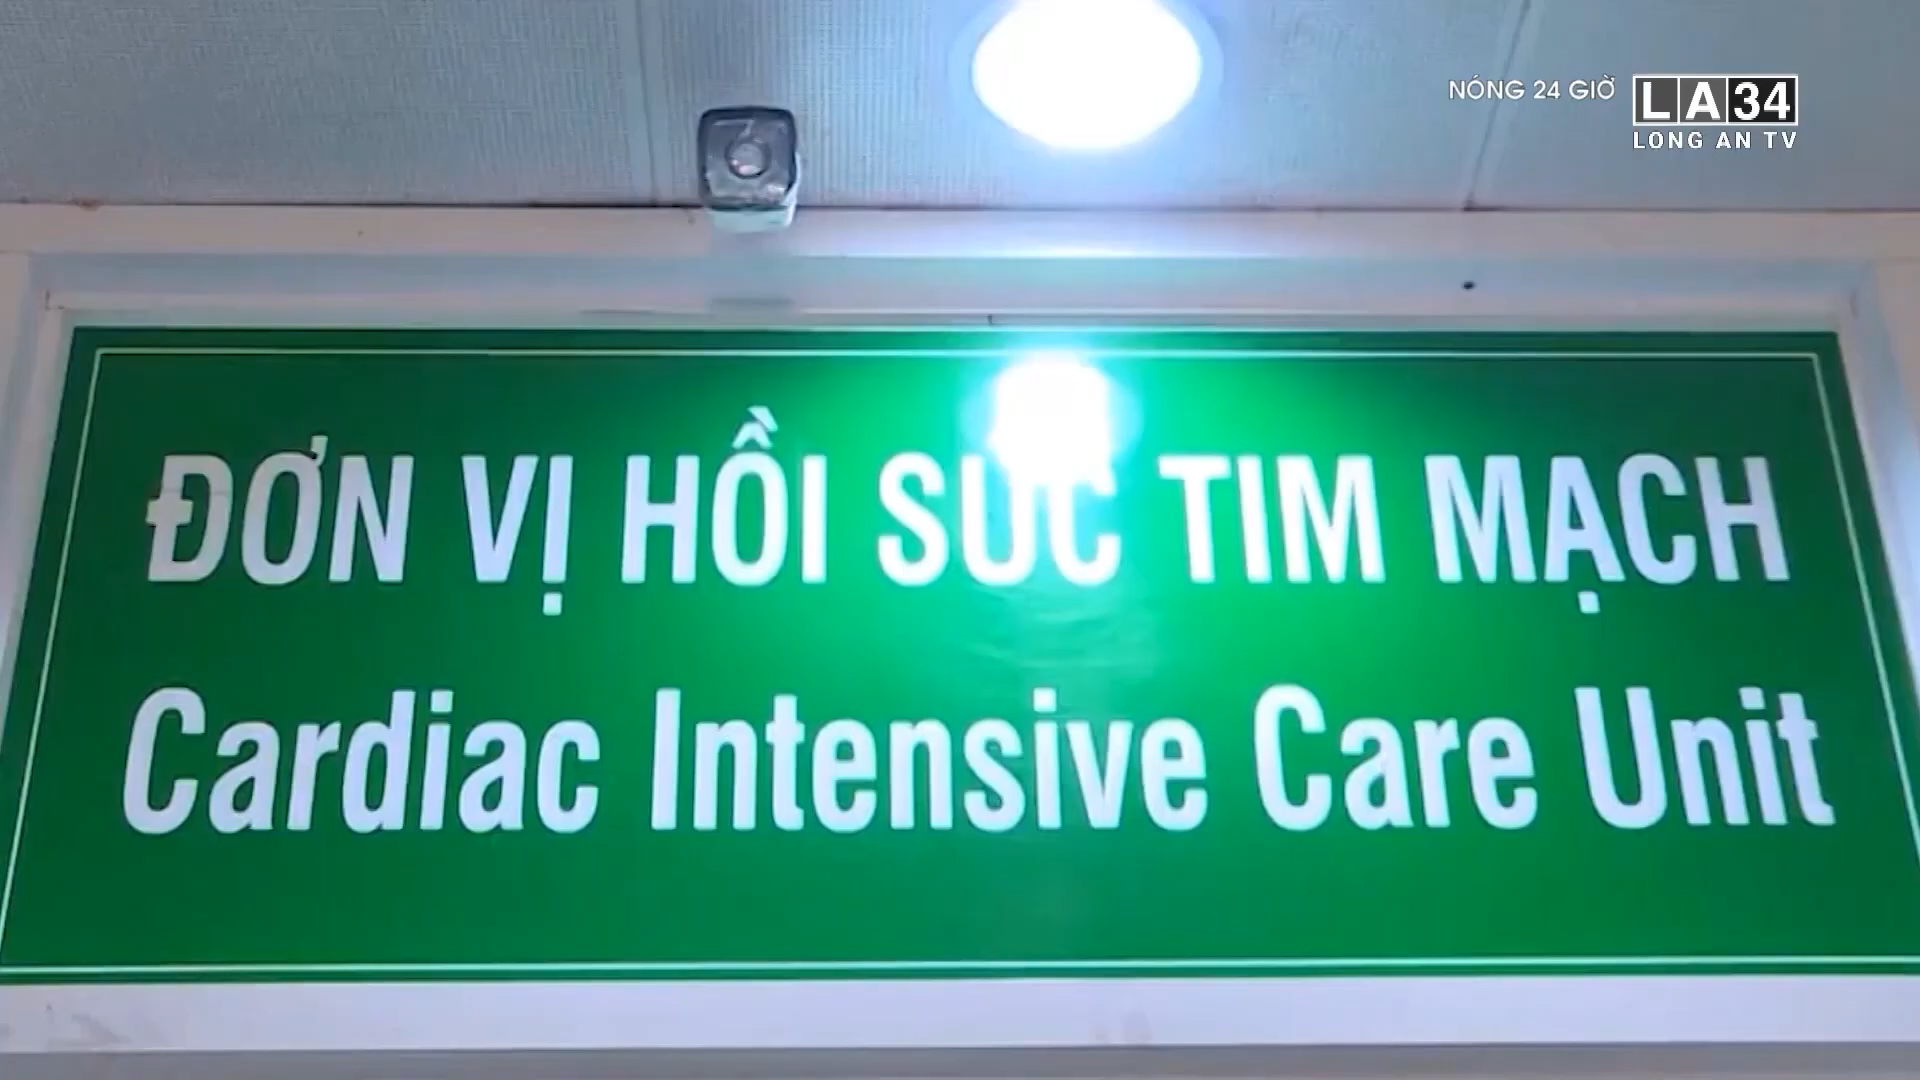 NÓNG 24 GIỜ
LA34
LONG AN TV
ĐƠN VỊ HỒI SỨC TIM MẠCH
Cardiac Intensive Care Unit